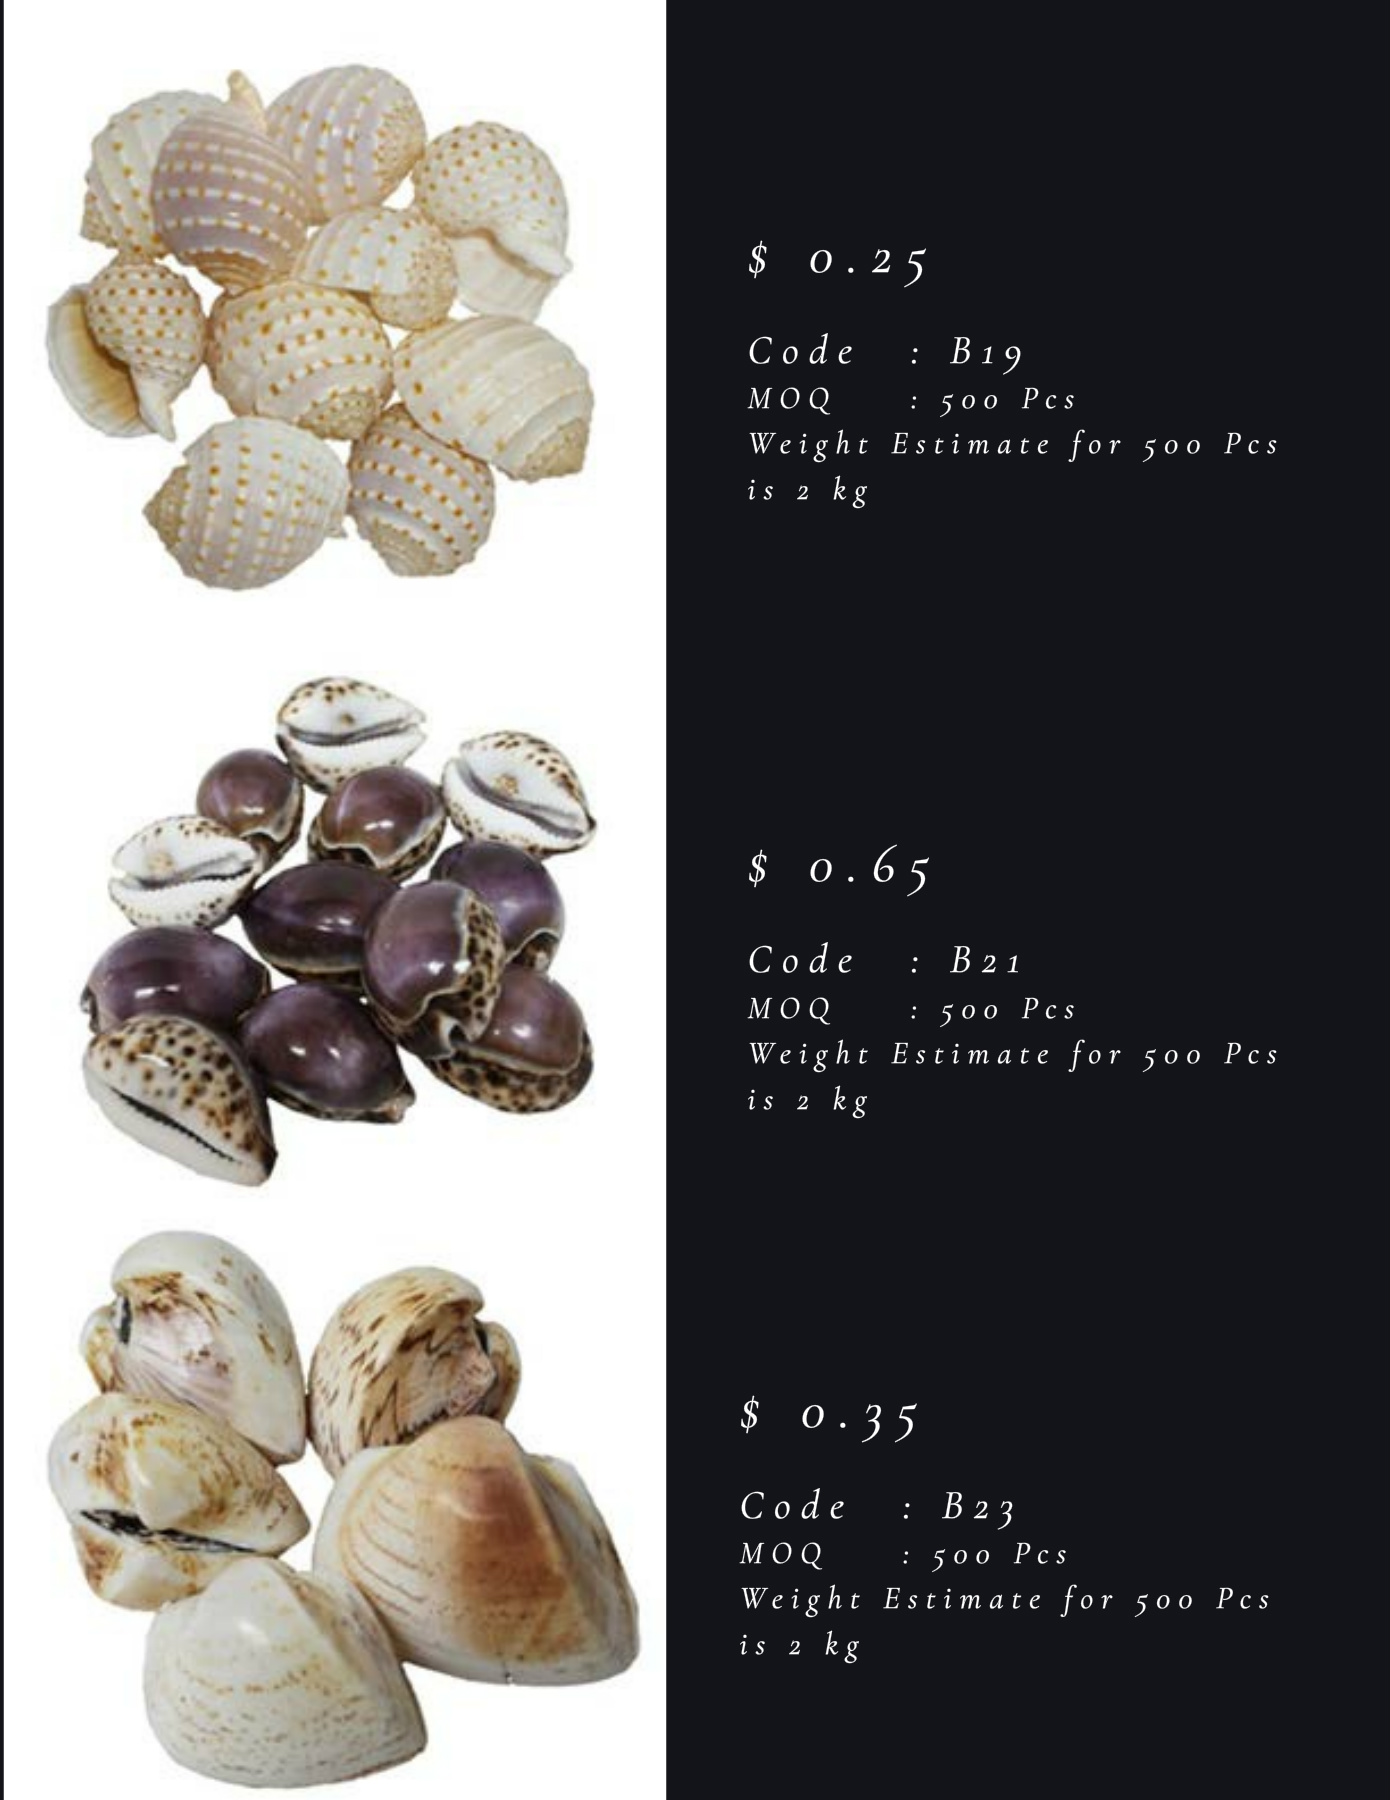 $ 0.25
Code : B19
MOQ : 500 Pcs
Weight Estimate for 500 Pcs
is 2 kg
$ 0.65
Code : B21
MOQ : 500 Pcs
Weight Estimate for 500 Pcs
is 2 kg
$ 0.35
Code : B23
MOQ : 500 Pcs
Weight Estimate for 500 Pcs
is 2 kg